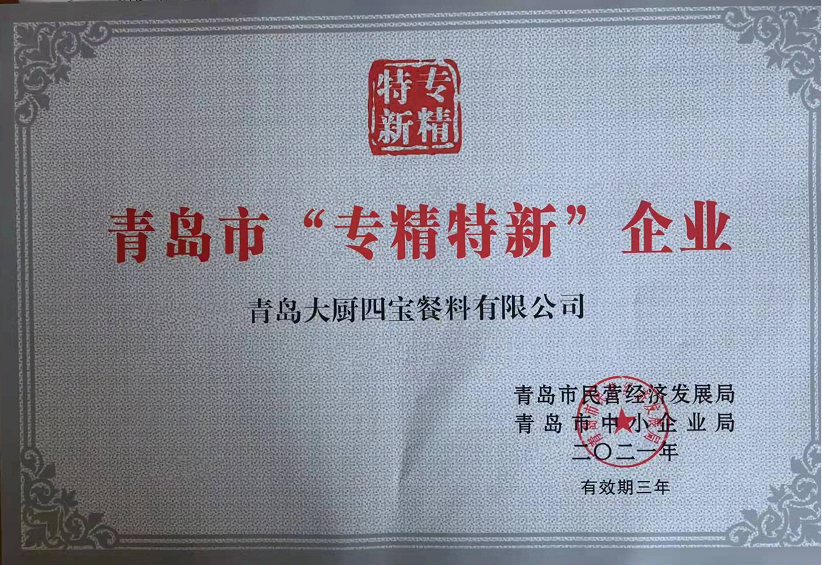 专精
特新
青岛市“专精特新”企业
青岛大厨四宝餐料有限公司
青岛市民营经济发展局
青岛市中小企业局
二〇二一年
有效期三年